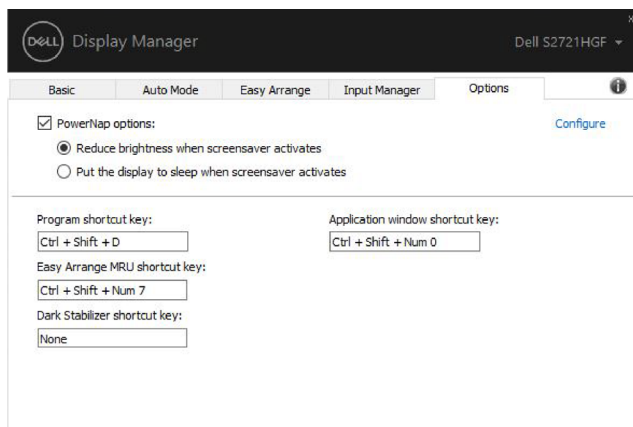 DELL Display Manager
Dell S2721HGF
Basic Auto Mode Easy Arrange Input Manager Options
PowerNap options: Configure
Reduce brightness when screensaver activates
Put the display to sleep when screensaver activates
Program shortcut key: Application window shortcut key:
Ctrl + Shift + D Ctrl + Shift + Num 0
Easy Arrange MRU shortcut key:
Ctrl + Shift + Num 7
Dark Stabilizer shortcut key:
None